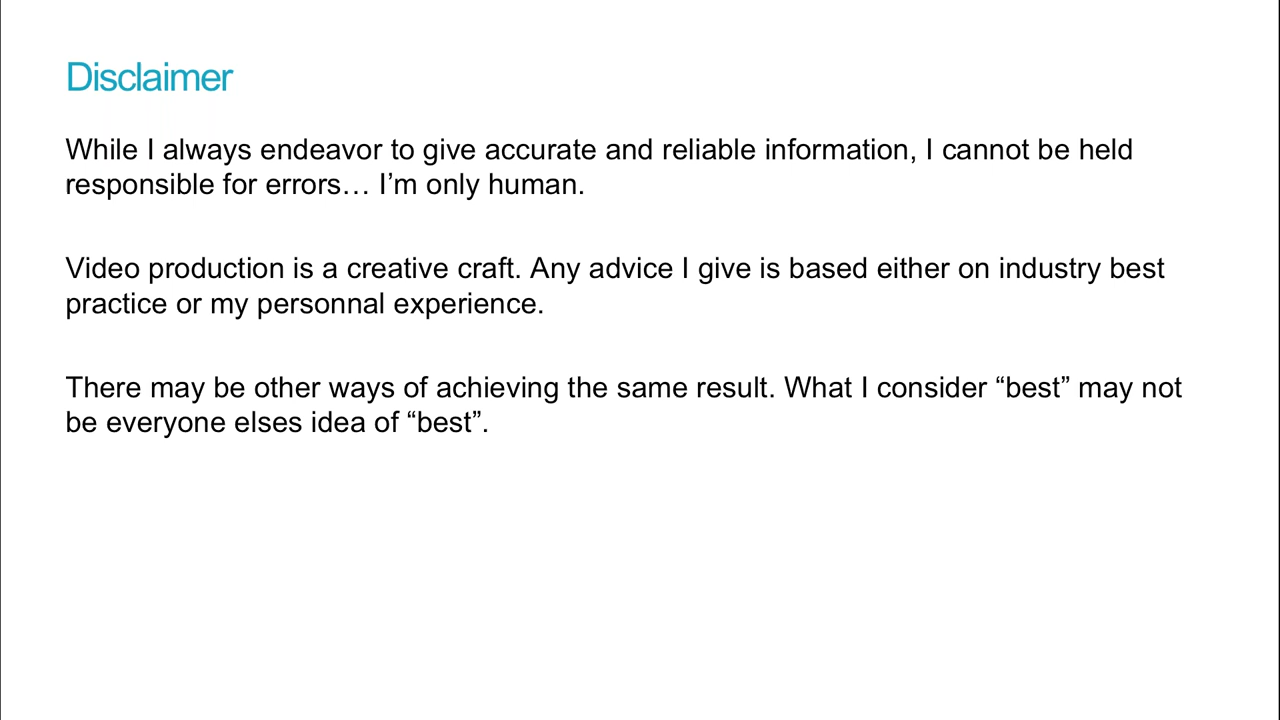 Disclaimer
While I always endeavor to give accurate and reliable information, I cannot be held
responsible for errors… I’m only human.
Video production is a creative craft. Any advice I give is based either on industry best
practice or my personnal experience.
There may be other ways of achieving the same result. What I consider “best” may not
be everyone elses idea of “best”.